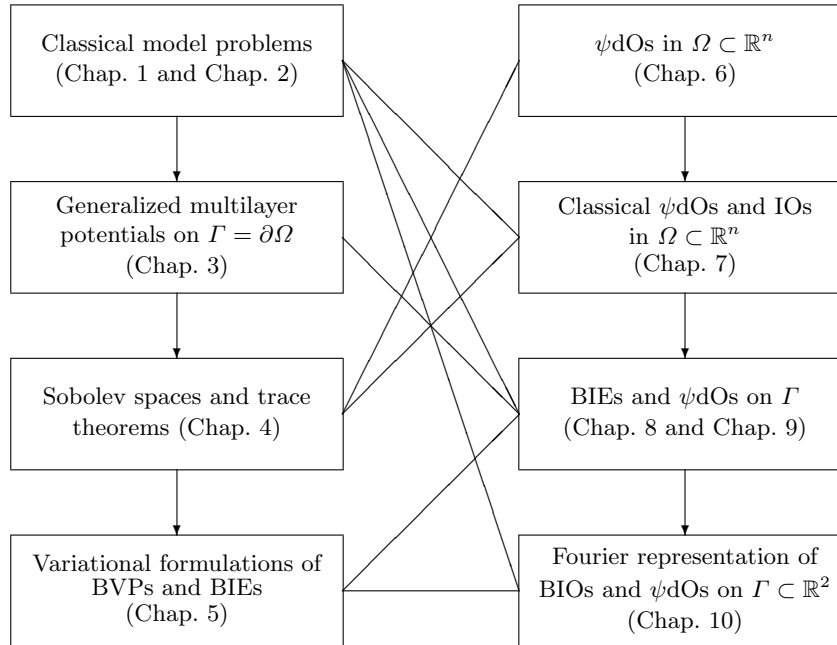 Classical model problems
(Chap. 1 and Chap. 2)
Generalized multilayer
potentials on Γ = ∂Ω
(Chap. 3)
Sobolev spaces and trace
theorems (Chap. 4)
Variational formulations of
BVPs and BIEs
(Chap. 5)
ψdOs in Ω ⊂ ℝⁿ
(Chap. 6)
Classical ψdOs and IOs
in Ω ⊂ ℝⁿ
(Chap. 7)
BIEs and ψdOs on Γ
(Chap. 8 and Chap. 9)
Fourier representation of
BIOs and ψdOs on Γ ⊂ ℝ²
(Chap. 10)